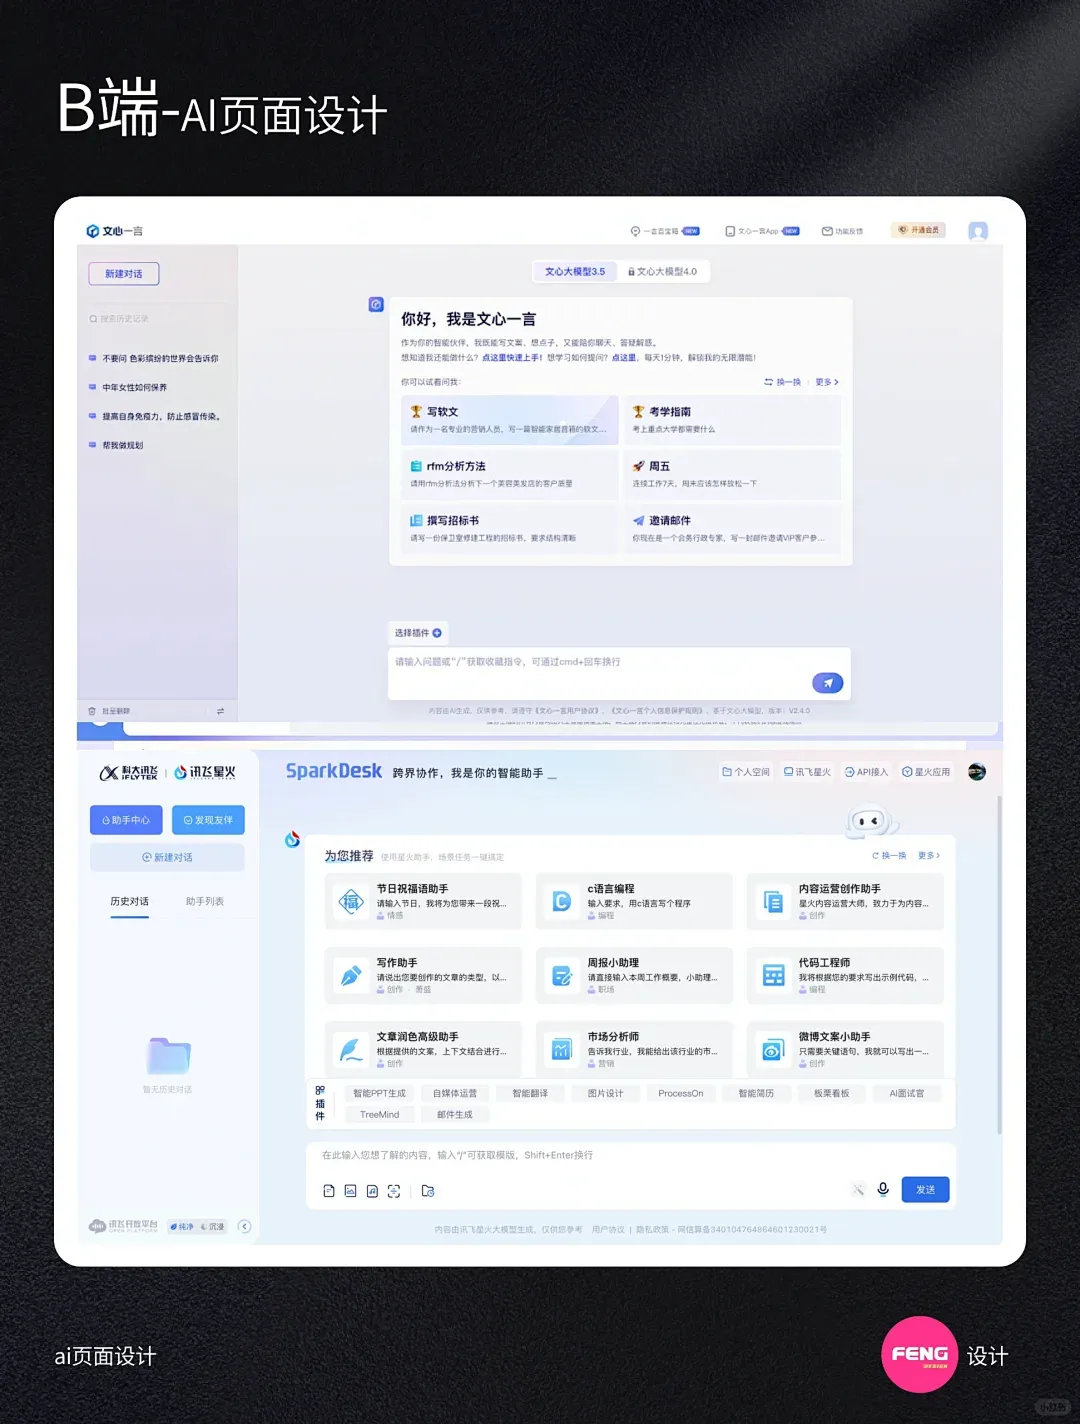 B端-AI页面设计
文心一言
一言百宝箱 NEW
文心一言App NEW
功能反馈
开通会员
新建对话
搜索历史记录
不要问 色彩缤纷的世界会告诉你
中年女性如何保养
提高自身免疫力，防止感冒传染。
帮我做规划
批量删除
文心大模型3.5
文心大模型4.0
你好，我是文心一言
作为你的智能伙伴，我既能写文案、想点子，又能陪你聊天、答疑解惑。
想知道我还能做什么？点这里快速上手！想学习如何提问？点这里，每天1分钟，解锁我的无限潜能！
你可以试着问我：
换一换
更多
写软文
请作为一名专业的营销人员，写一篇智能家居音箱的软文...
考学指南
考上重点大学都需要什么
rfm分析方法
请用rfm分析法分析下一个美容美发店的客户质量
周五
连续工作7天，周末应该怎样放松一下
撰写招标书
请写一份保卫室修建工程的招标书，要求结构清晰
邀请邮件
你现在是一个会务行政专家，写一封邮件邀请VIP客户参...
选择插件
请输入问题或“/”获取收藏指令，可通过cmd+回车换行
内容由AI生成，仅供参考，请遵守《文心一言用户协议》、《文心一言个人信息保护规则》，基于文心大模型，版本：V2.4.0
科大讯飞
iFLYTEK
讯飞星火
SparkDesk
跨界协作，我是你的智能助手 __
个人空间
讯飞星火
API接入
星火应用
助手中心
发现友伴
新建对话
历史对话
助手列表
暂无历史对话
讯飞开放平台
OPEN PLATFORM
纯净
沉浸
为您推荐
使用星火助手，场景任务一键搞定
换一换
更多
节日祝福语助手
请输入节日，我将为您带来一段祝...
情感
c语言编程
输入要求，用c语言写个程序
编程
内容运营创作助手
星火内容运营大师，致力于为内容...
创作
写作助手
请说出您要创作的文章的类型，以...
创作
周报小助理
请直接输入本周工作概要，小助理...
职场
代码工程师
我将根据您的要求写出示例代码，...
编程
文章润色高级助手
根据提供的文案，上下文结合进行...
创作
市场分析师
告诉我行业，我能给出该行业的市...
营销
微博文案小助手
只需要关键语句，我就可以写出一...
创作
插件
智能PPT生成
自媒体运营
智能翻译
图片设计
ProcessOn
智能简历
板栗看板
AI面试官
TreeMind
邮件生成
在此输入您想了解的内容，输入“/”可获取模版，Shift+Enter换行
发送
内容由讯飞星火大模型生成，仅供您参考
用户协议 | 隐私政策 - 网信算备340104764864601230021号
ai页面设计
FENG
设计
小红书